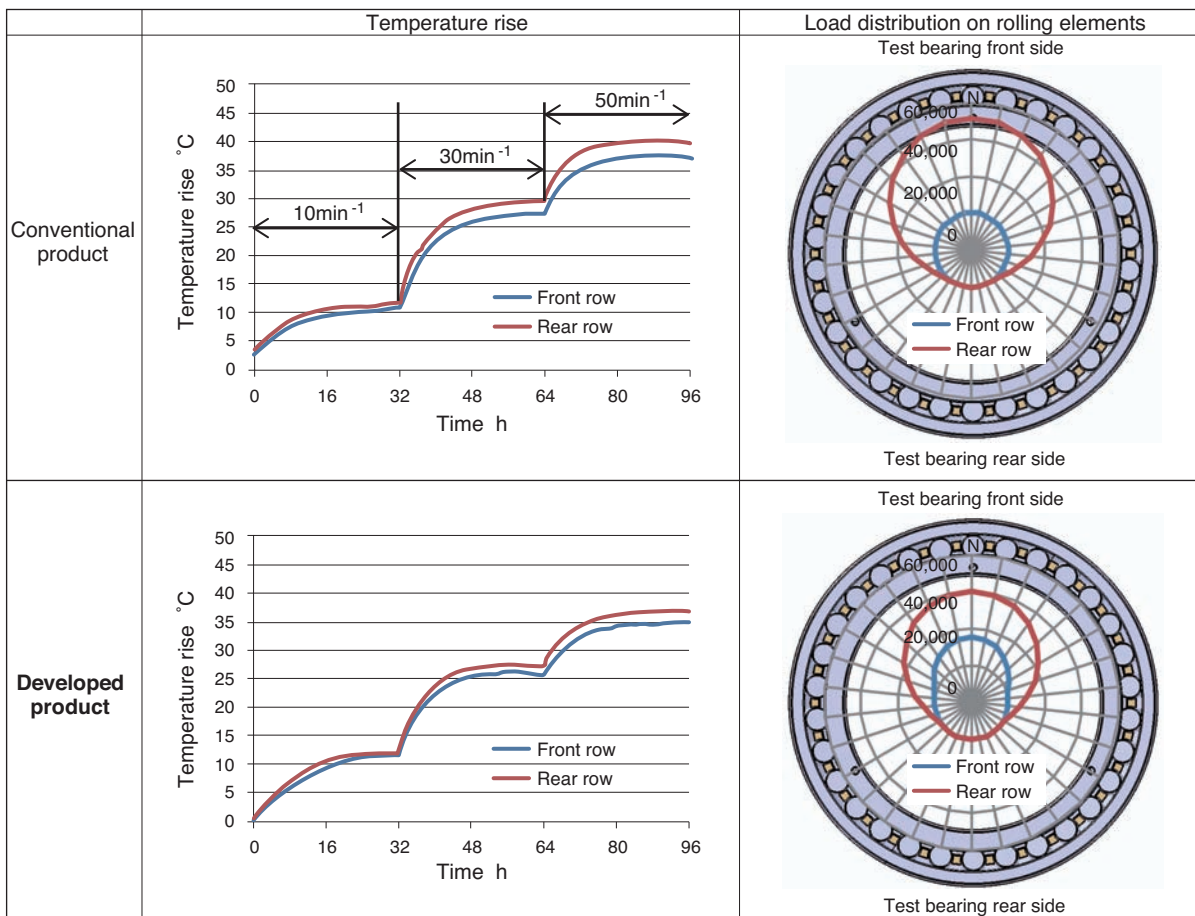 Temperature rise
Load distribution on rolling elements
Conventional
product
Temperature rise ˚C
50
45
40
35
30
25
20
15
10
5
0
10min-1
30min-1
50min-1
Front row
Rear row
0 16 32 48 64 80 96
Time h
Test bearing front side
N
60,000
40,000
20,000
0
Front row
Rear row
Test bearing rear side
Developed
product
Temperature rise ˚C
50
45
40
35
30
25
20
15
10
5
0
Front row
Rear row
0 16 32 48 64 80 96
Time h
Test bearing front side
N
60,000
40,000
20,000
0
Front row
Rear row
Test bearing rear side